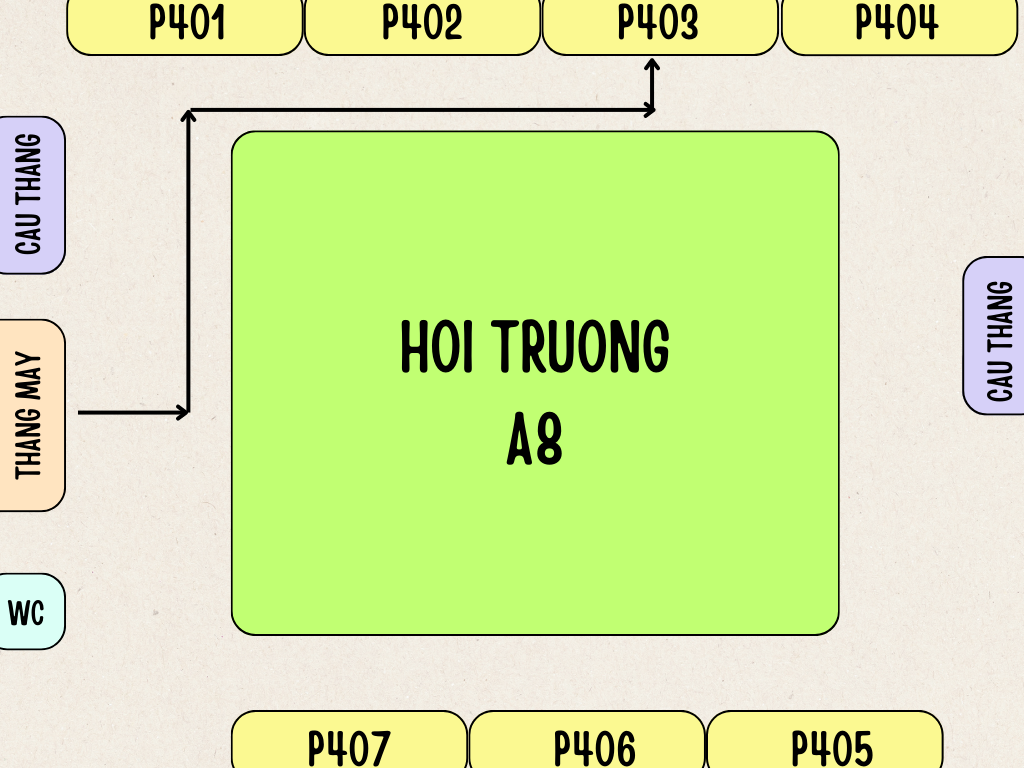 P401
P402
P403
P404
CAU THANG
THANG MAY
WC
HOI TRUONG
A8
CAU THANG
P407
P406
P405